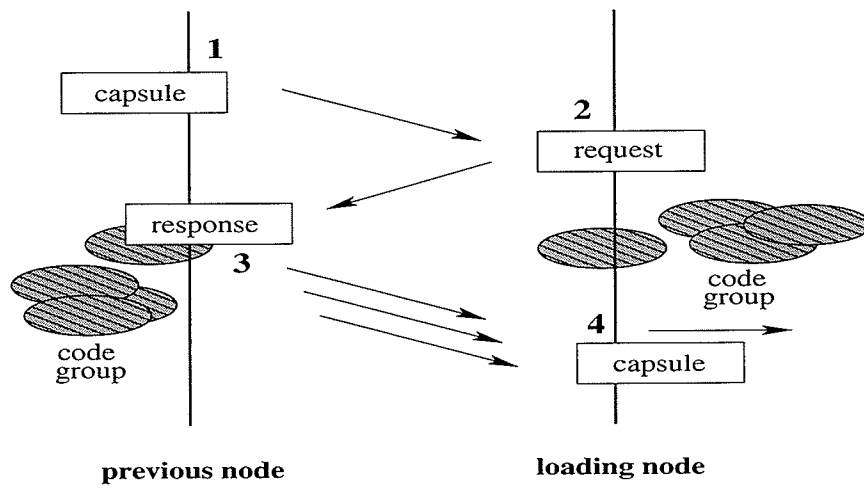 1
capsule
2
request
response
3
code
group
code
group
4
capsule
previous node
loading node